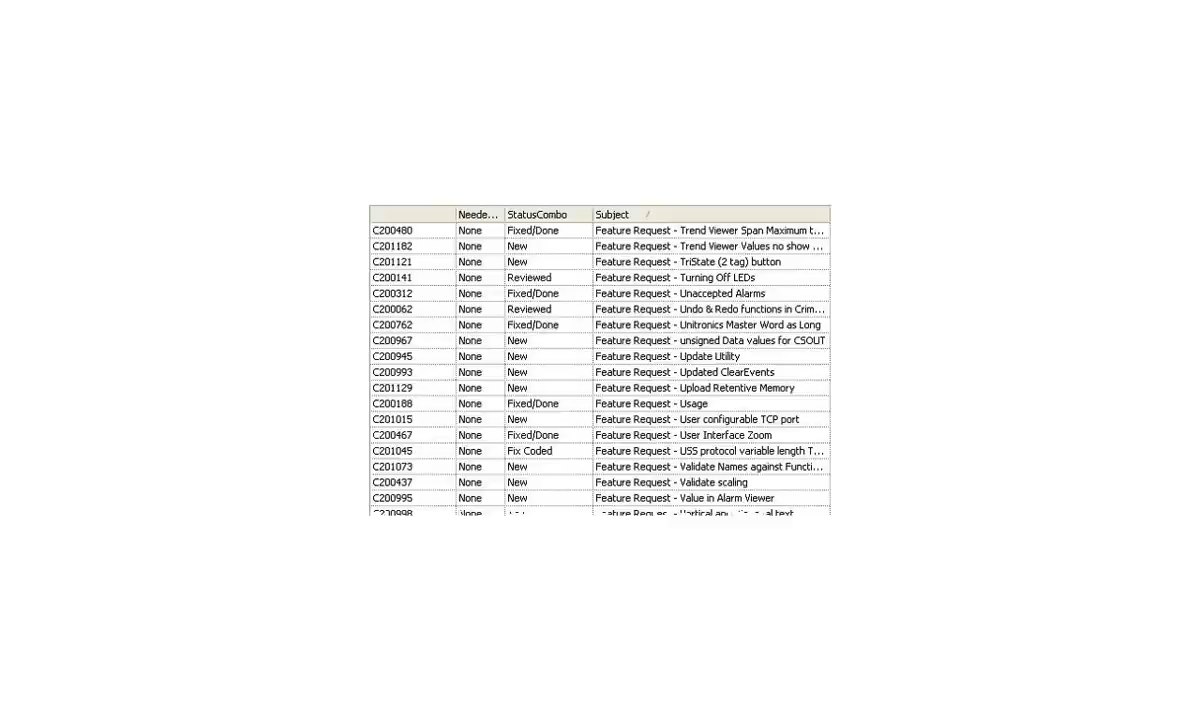 Neede... StatusCombo Subject /
C200480 None Fixed/Done Feature Request - Trend Viewer Span Maximum t...
C201182 None New Feature Request - Trend Viewer Values no show ...
C201121 None New Feature Request - TriState (2 tag) button
C200141 None Reviewed Feature Request - Turning Off LEDs
C200312 None Fixed/Done Feature Request - Unaccepted Alarms
C200062 None Reviewed Feature Request - Undo & Redo functions in Crim...
C200762 None Fixed/Done Feature Request - Unitronics Master Word as Long
C200967 None New Feature Request - unsigned Data values for CSOUT
C200945 None New Feature Request - Update Utility
C200993 None New Feature Request - Updated ClearEvents
C201129 None New Feature Request - Upload Retentive Memory
C200188 None Fixed/Done Feature Request - Usage
C201015 None New Feature Request - User configurable TCP port
C200467 None Fixed/Done Feature Request - User Interface Zoom
C201045 None Fix Coded Feature Request - USS protocol variable length T...
C201073 None New Feature Request - Validate Names against Functi...
C200437 None New Feature Request - Validate scaling
C200995 None New Feature Request - Value in Alarm Viewer
None Feature Request - text